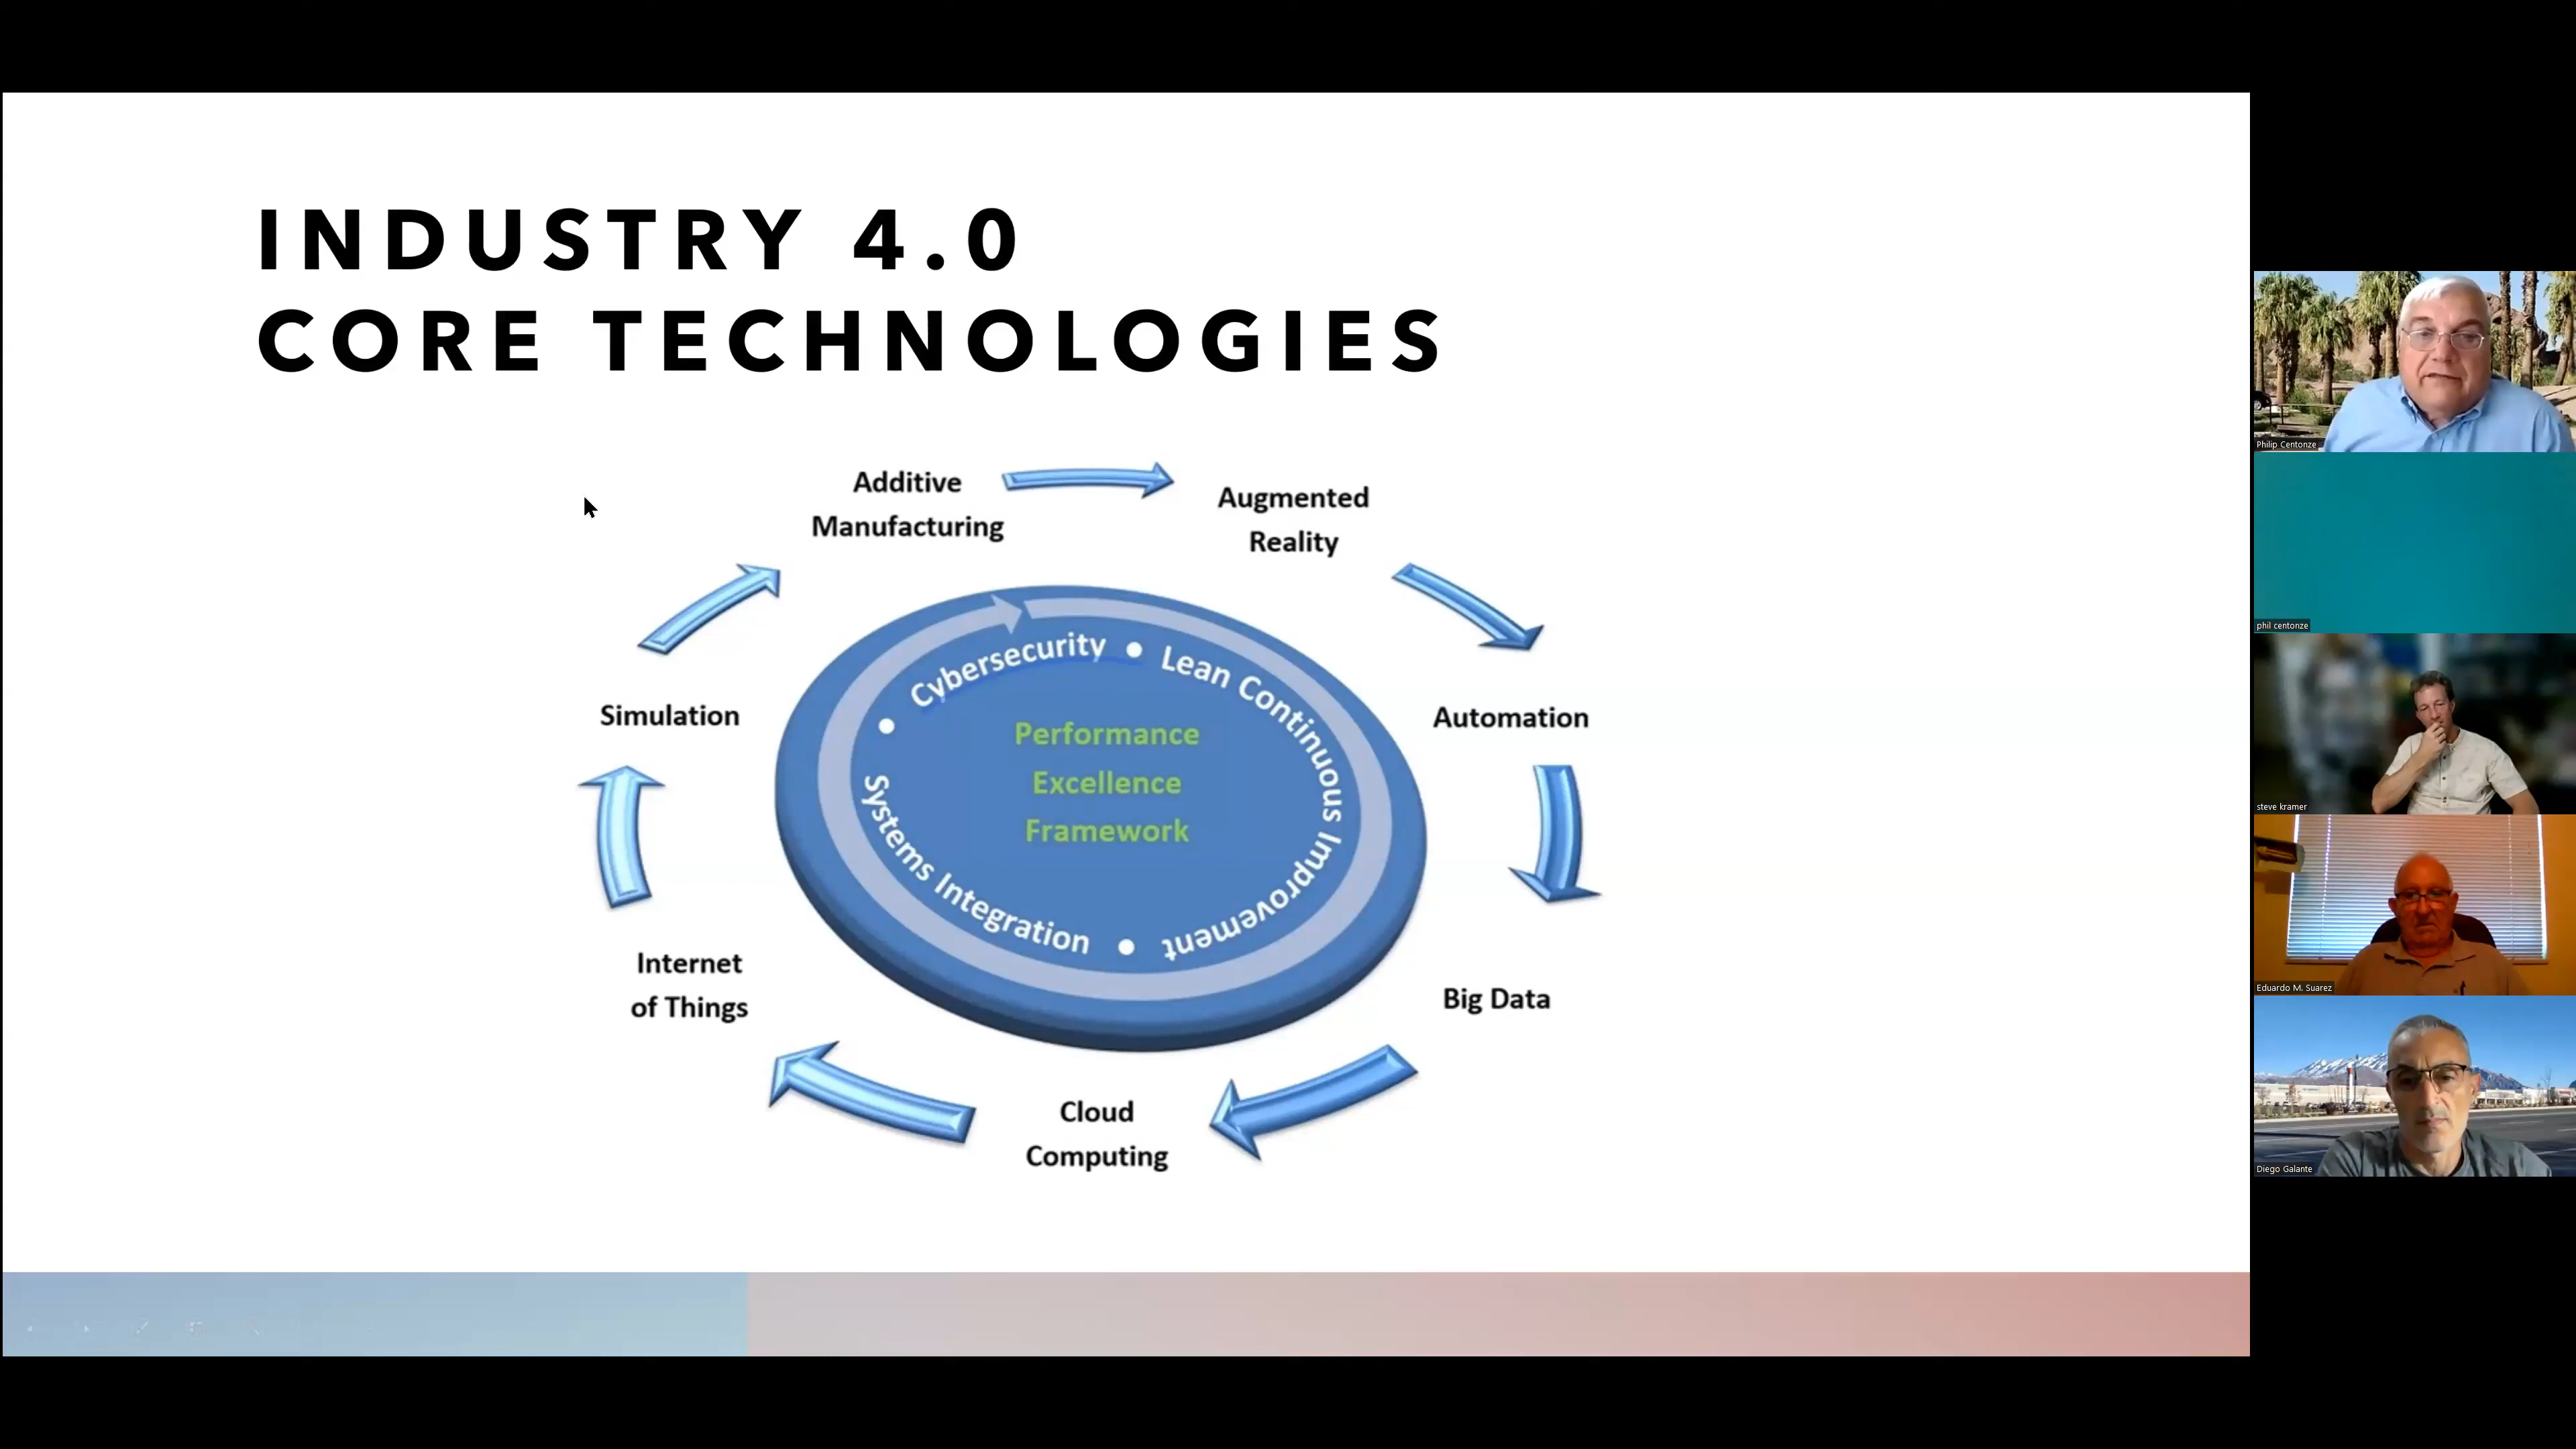 INDUSTRY 4.0
CORE TECHNOLOGIES
Additive
Manufacturing
Augmented
Reality
Automation
Big Data
Cloud
Computing
Internet
of Things
Simulation
• Cybersecurity • Lean Continuous Improvement • Systems Integration
Performance
Excellence
Framework
Philip Centonze
phil centonze
steve kramer
Eduardo M. Suarez
Diego Galante